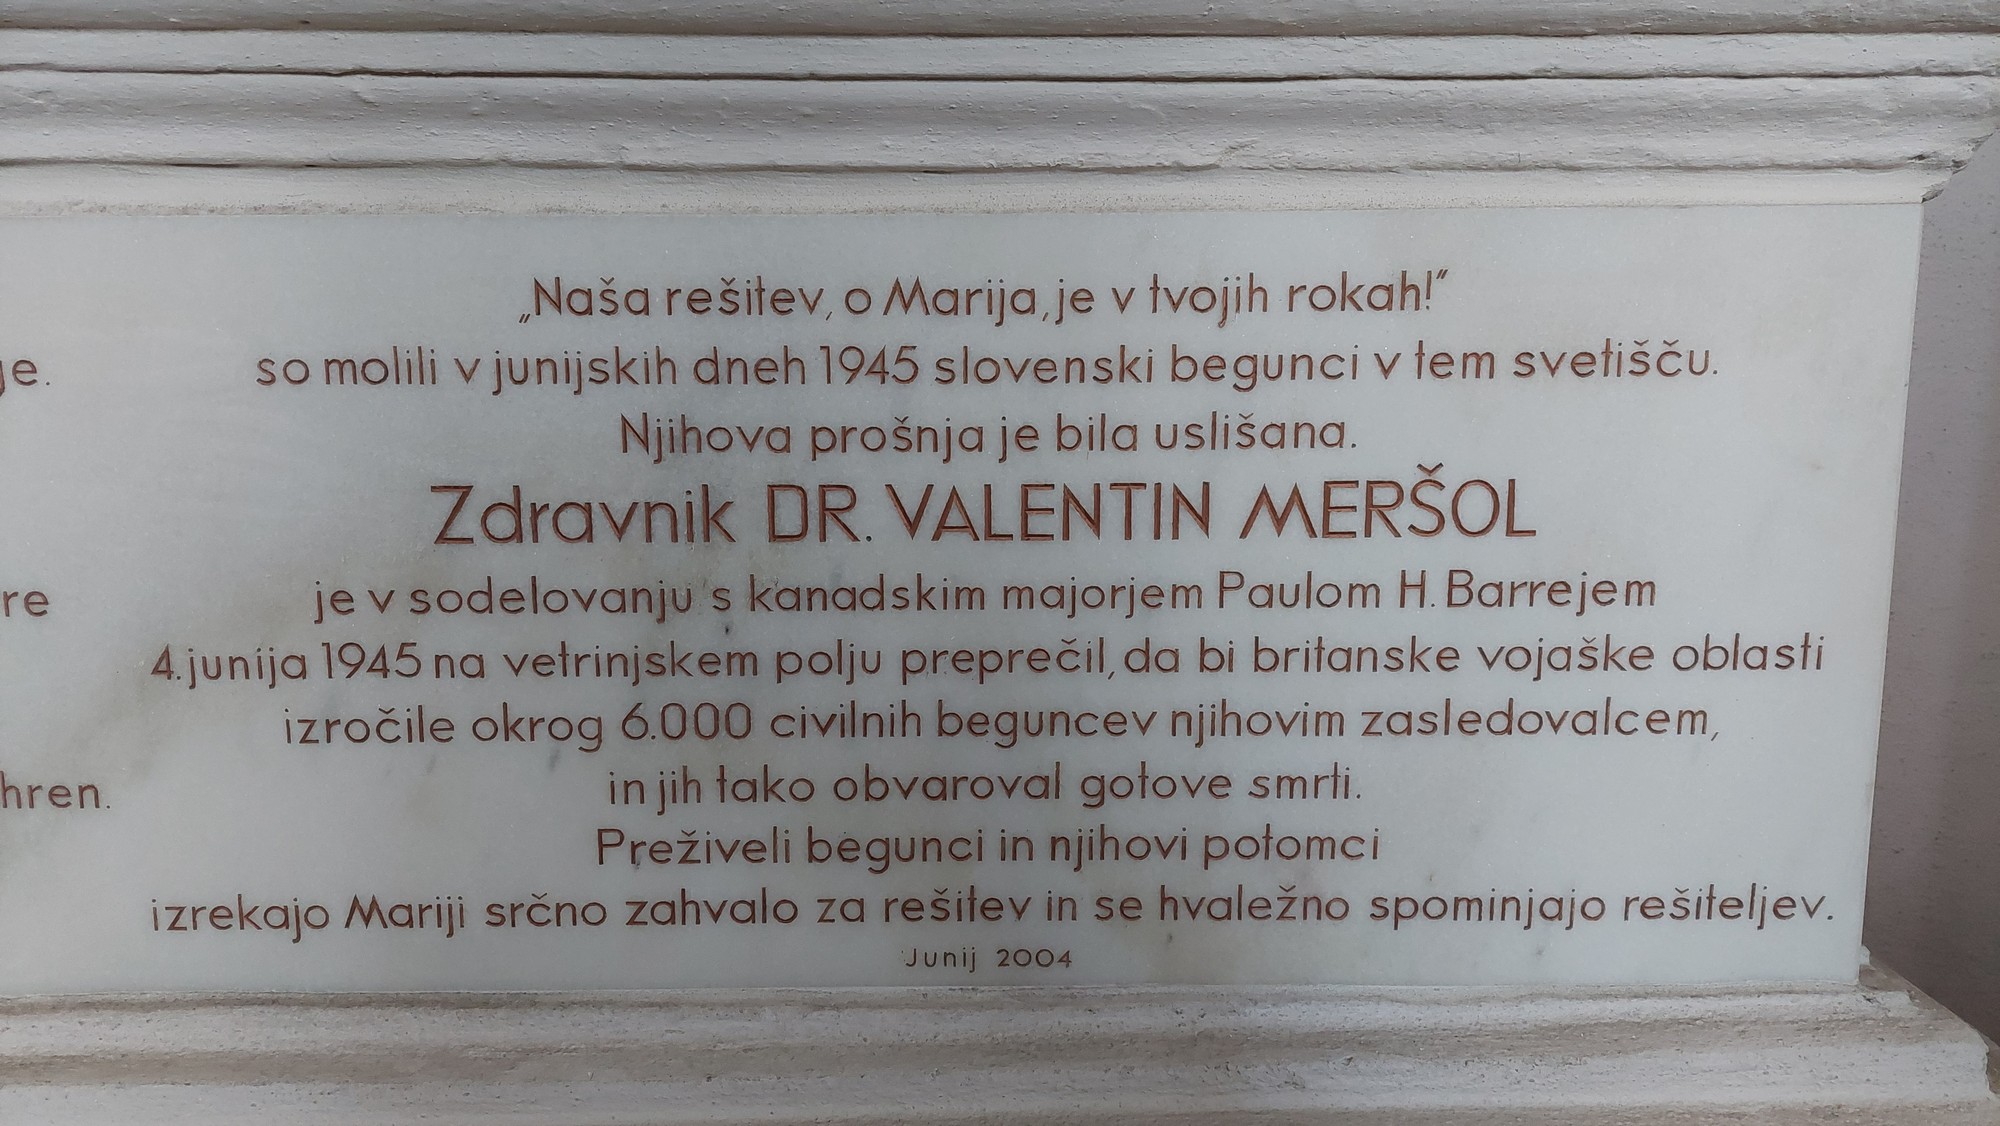 „Naša rešitev, o Marija, je v tvojih rokah!”
je. so molili v junijskih dneh 1945 slovenski begunci v tem svetišču.
Njihova prošnja je bila uslišana.
Zdravnik DR. VALENTIN MERŠOL
re je v sodelovanju s kanadskim majorjem Paulom H. Barrejem
4. junija 1945 na vetrinjskem polju preprečil, da bi britanske vojaške oblasti
izročile okrog 6.000 civilnih beguncev njihovim zasledovalcem,
hren. in jih tako obvaroval gotove smrti.
Preživeli begunci in njihovi potomci
izrekajo Mariji srčno zahvalo za rešitev in se hvaležno spominjajo rešiteljev.
Junij 2004